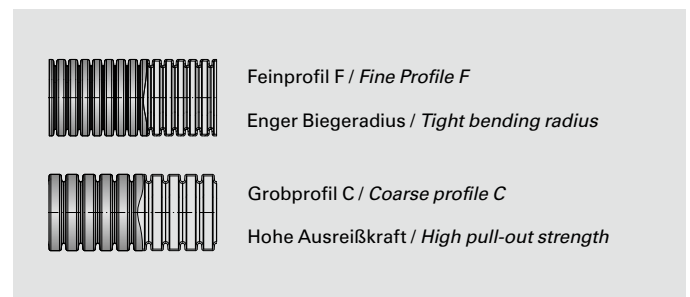 Feinprofil F / Fine Profile F
Enger Biegeradius / Tight bending radius
Grobprofil C / Coarse profile C
Hohe Ausreißkraft / High pull-out strength